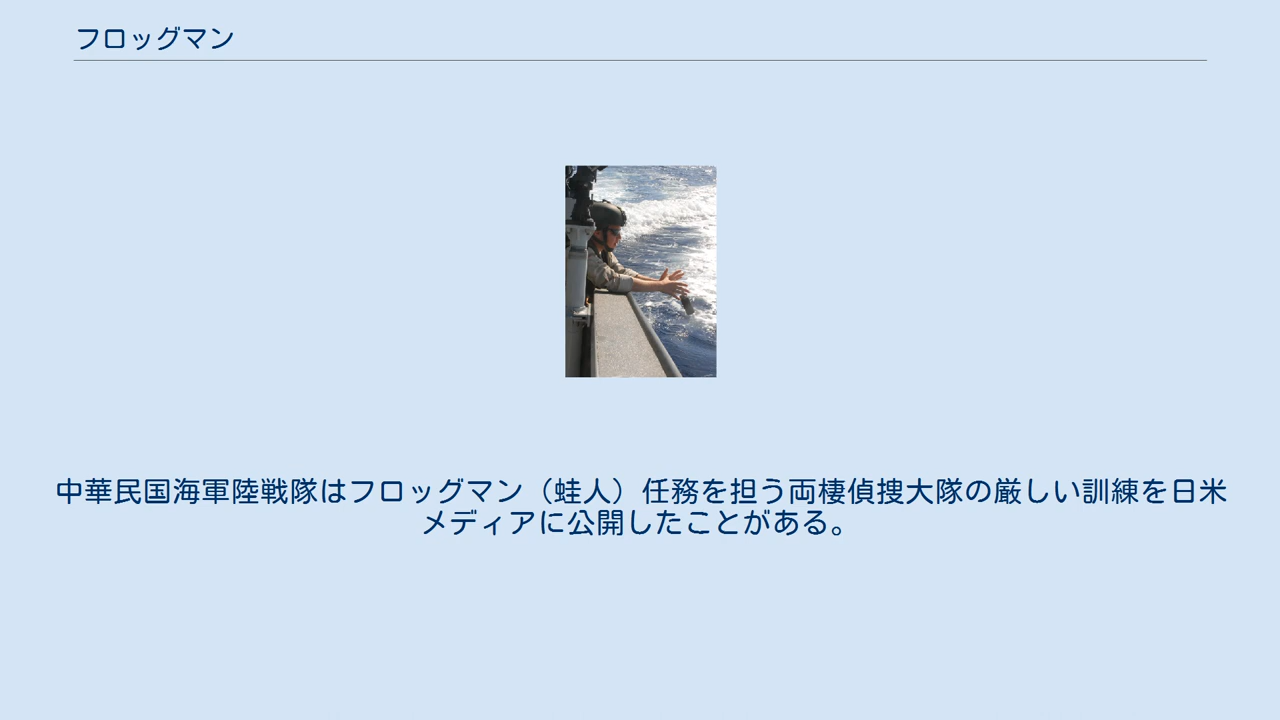 フロッグマン
中華民国海軍陸戦隊はフロッグマン（蛙人）任務を担う両棲偵捜大隊の厳しい訓練を日米
メディアに公開したことがある。